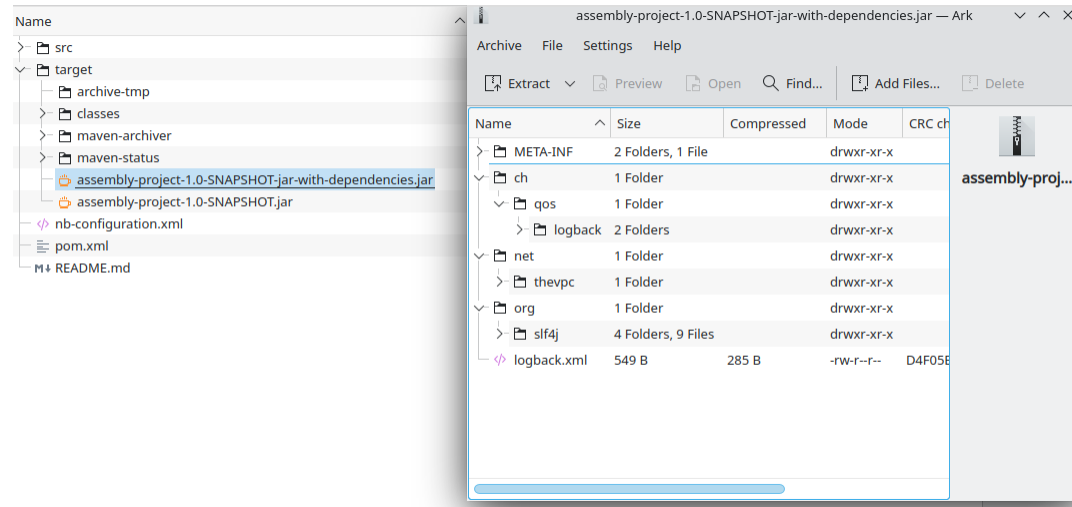 Name
src
target
archive-tmp
classes
maven-archiver
maven-status
assembly-project-1.0-SNAPSHOT-jar-with-dependencies.jar
assembly-project-1.0-SNAPSHOT.jar
nb-configuration.xml
pom.xml
M README.md
assembly-project-1.0-SNAPSHOT-jar-with-dependencies.jar — Ark
Archive File Settings Help
Extract Preview Open Find... Add Files... Delete
Name Size Compressed Mode CRC ch
META-INF 2 Folders, 1 File drwxr-xr-x
ch 1 Folder drwxr-xr-x
qos 1 Folder drwxr-xr-x
logback 2 Folders drwxr-xr-x
net 1 Folder drwxr-xr-x
thevpc 1 Folder drwxr-xr-x
org 1 Folder drwxr-xr-x
slf4j 4 Folders, 9 Files drwxr-xr-x
logback.xml 549 B 285 B -rw-r--r-- D4F05E
assembly-proj...